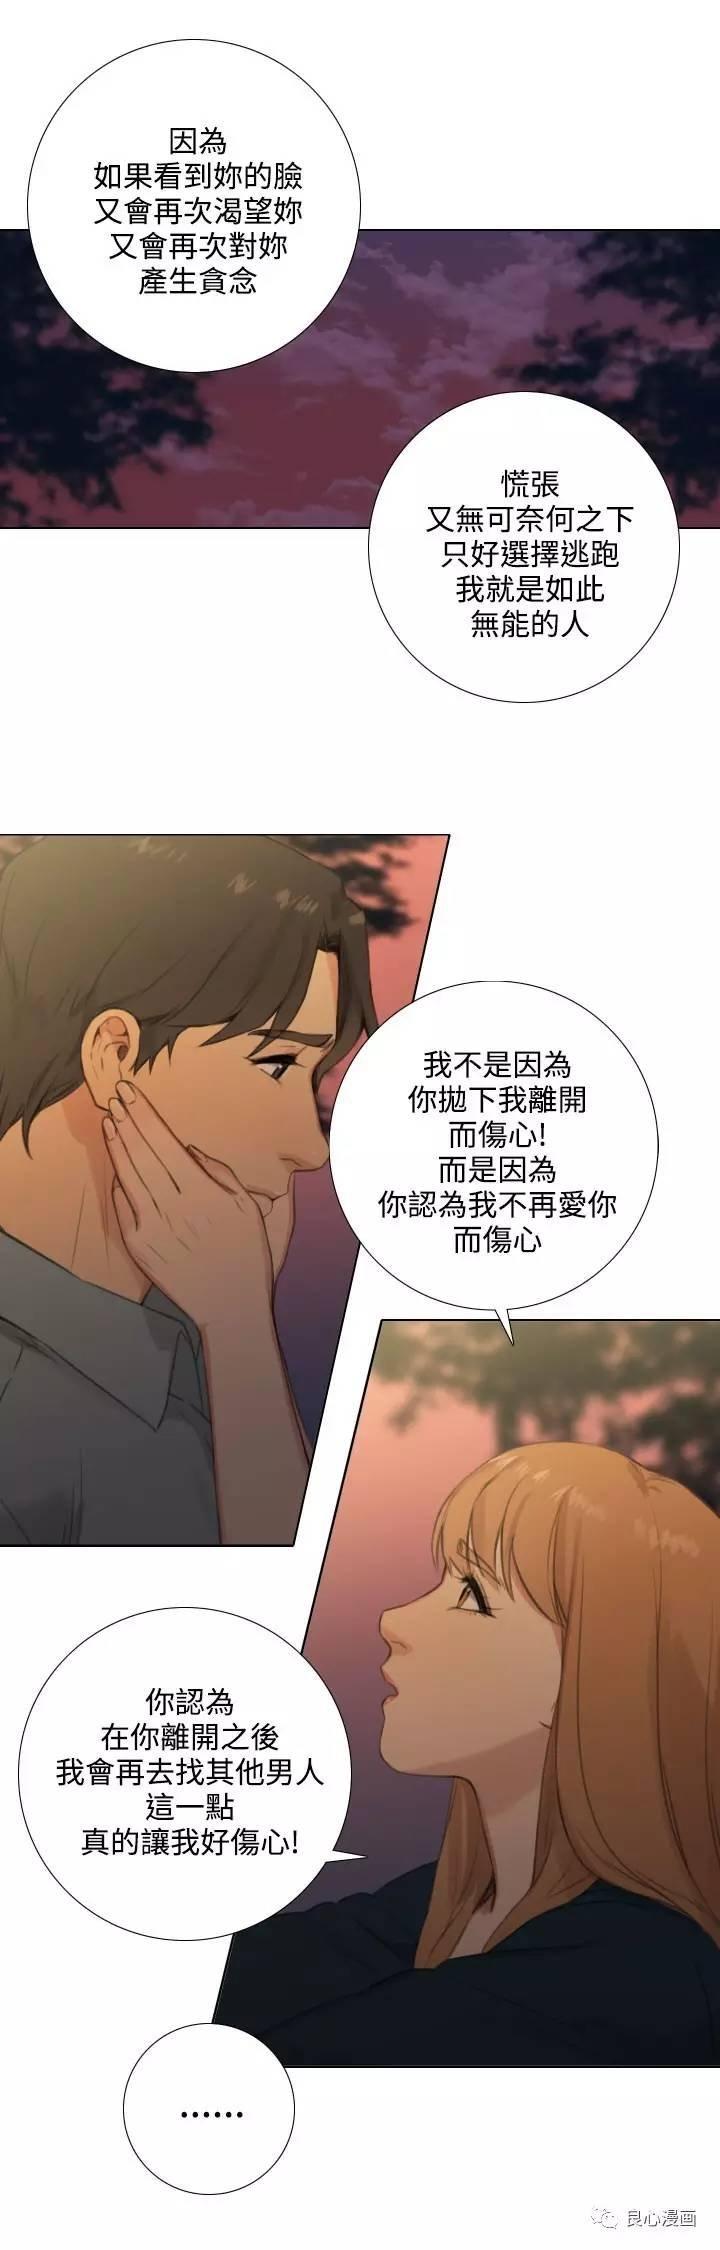 因為
如果看到妳的臉
又會再次渴望妳
又會再次對妳
產生貪念
慌張
又無可奈何之下
只好選擇逃跑
我就是如此
無能的人
我不是因為
你拋下我離開
而傷心!
而是因為
你認為我不再愛你
而傷心
你認為
在你離開之後
我會再去找其他男人
這一點
真的讓我好傷心!
……
良心漫画